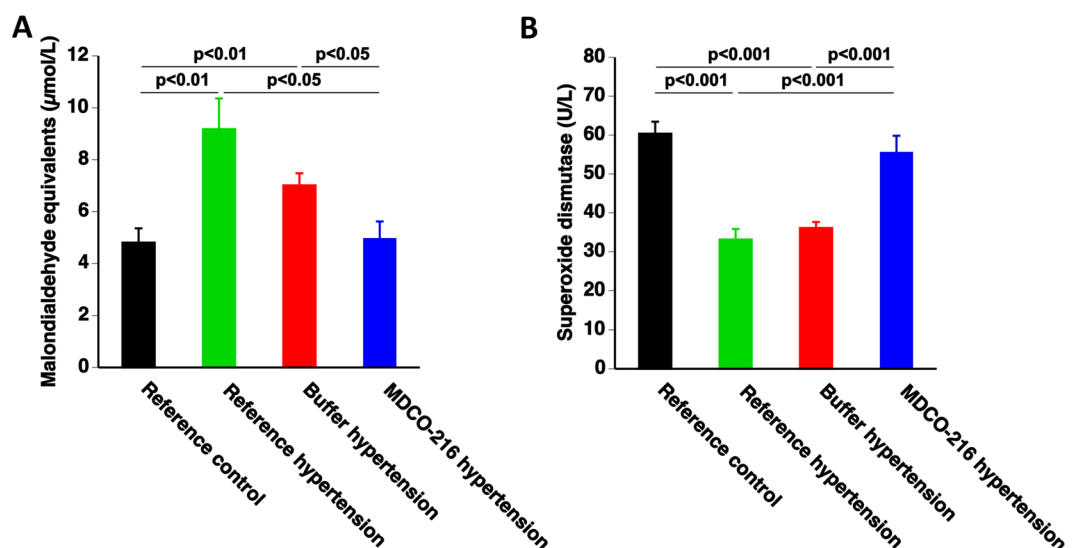 A
Malondialdehyde equivalents (µmol/L)
12
10
8
6
4
2
0
p<0.01
p<0.05
p<0.01
p<0.05
Reference control
Reference hypertension
Buffer hypertension
MDCO-216 hypertension
B
Superoxide dismutase (U/L)
80
70
60
50
40
30
20
10
0
p<0.001
p<0.001
p<0.001
p<0.001
Reference control
Reference hypertension
Buffer hypertension
MDCO-216 hypertension